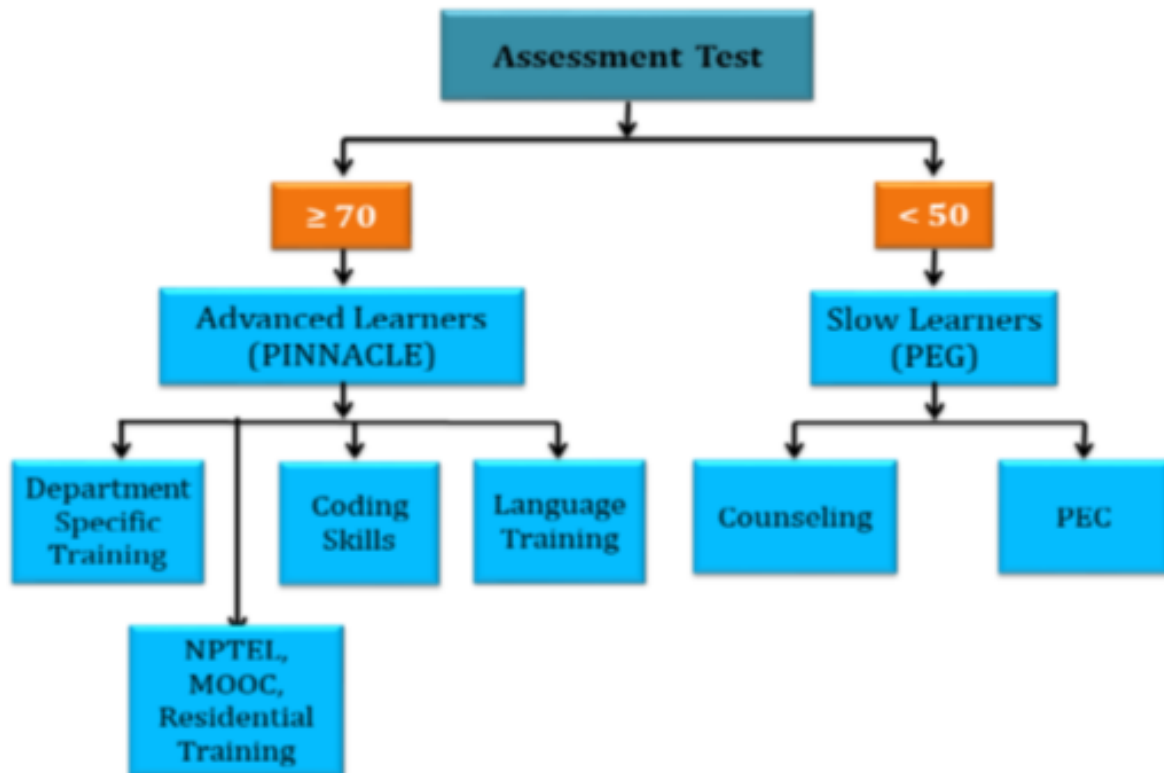 Assessment Test
≥ 70
< 50
Advanced Learners
(PINNACLE)
Slow Learners
(PEG)
Department
Specific
Training
Coding
Skills
Language
Training
Counseling
PEC
NPTEL,
MOOC,
Residential
Training